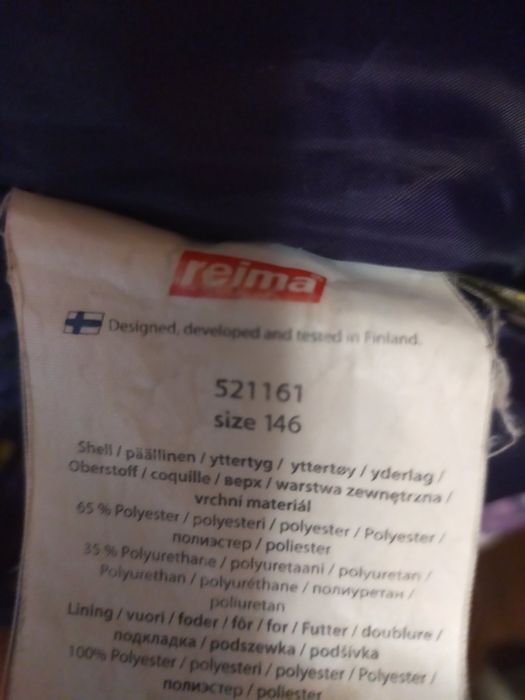 reima
Designed, developed and tested in Finland.
521161
size 146
Shell / päällinen / yttertyg / yttertøy / yderlag /
Oberstoff / coquille / верх / warstwa zewnętrzna /
vrchní materiál
65 % Polyester / polyesteri / polyester / Polyester /
полиэстер / poliester
35 % Polyurethane / polyuretaani / polyuretan /
Polyurethan / polyuréthane / полиуретан /
poliuretan
Lining / vuori / foder / fôr / for / Futter / doublure /
подкладка / podszewka / podšívka
100% Polyester / polyesteri / polyester / Polyester /
полиэстер / poliester